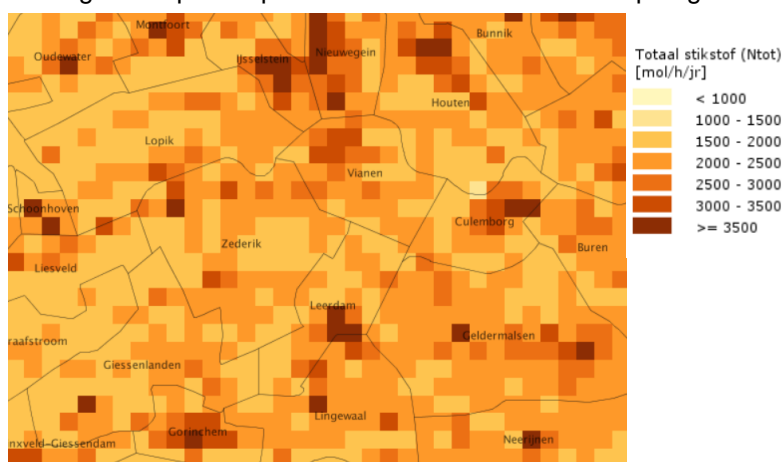 Montfoort
Bunnik
Oudewater
IJsselstein
Nieuwegein
Houten
Lopik
Vianen
Schoonhoven
Culemborg
Zederik
Buren
Liesveld
Leerdam
raafstroom
Geldermalsen
Giessenlanden
Lingewaal
Gorinchem
nxveld-Giessendam
Neerijnen
Totaal stikstof (Ntot)
[mol/h/jr]
< 1000
1000 - 1500
1500 - 2000
2000 - 2500
2500 - 3000
3000 - 3500
>= 3500